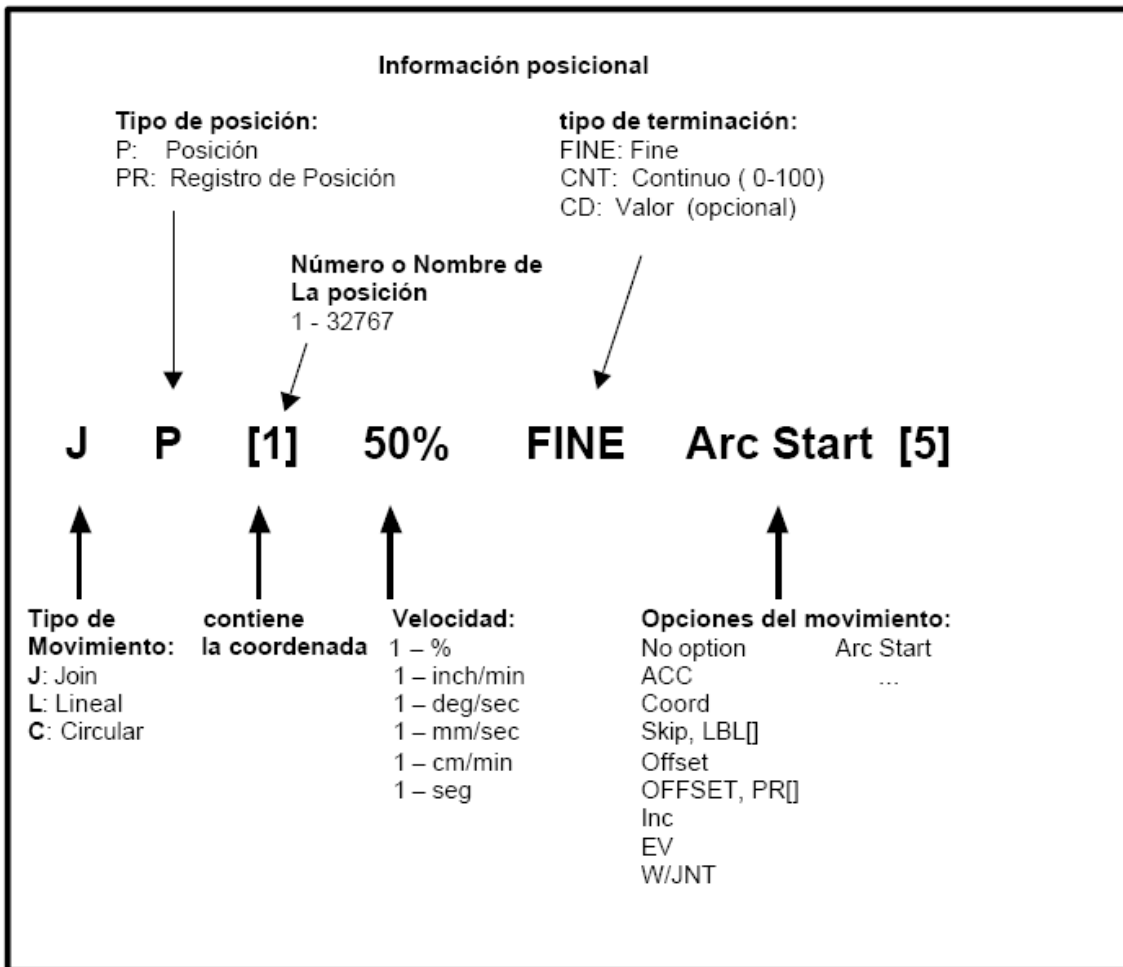 Información posicional
Tipo de posición:
P: Posición
PR: Registro de Posición
tipo de terminación:
FINE: Fine
CNT: Continuo ( 0-100)
CD: Valor (opcional)
Número o Nombre de
La posición
1 - 32767
J P [1] 50% FINE Arc Start [5]
Tipo de
Movimiento:
J: Join
L: Lineal
C: Circular
contiene
la coordenada
Velocidad:
1 – %
1 – inch/min
1 – deg/sec
1 – mm/sec
1 – cm/min
1 – seg
Opciones del movimiento:
No option Arc Start
ACC ...
Coord
Skip, LBL[]
Offset
OFFSET, PR[]
Inc
EV
W/JNT